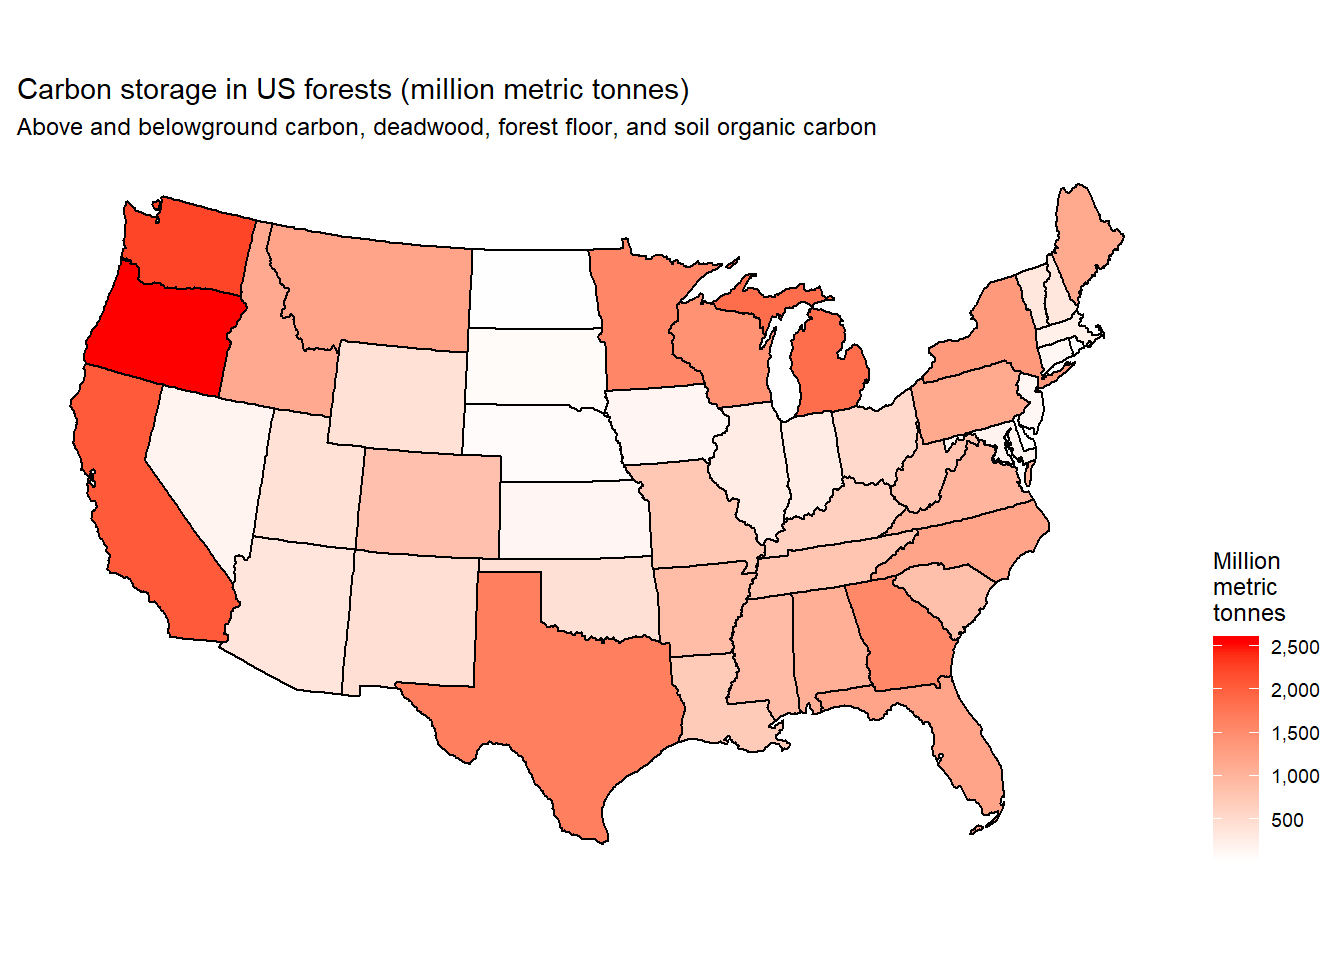 Carbon storage in US forests (million metric tonnes)
Above and belowground carbon, deadwood, forest floor, and soil organic carbon
Million
metric
tonnes
2,500
2,000
1,500
1,000
500